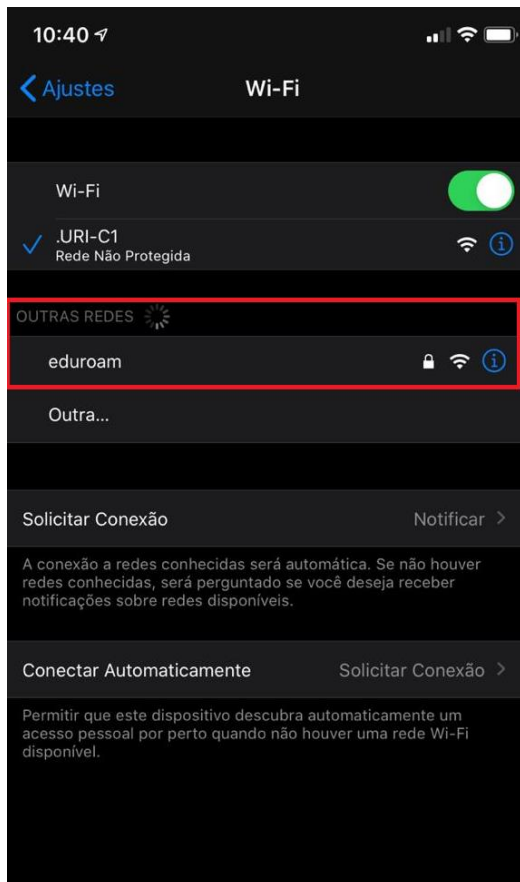 10:40
Ajustes
Wi-Fi
Wi-Fi
.URI-C1
Rede Não Protegida
OUTRAS REDES
eduroam
Outra...
Solicitar Conexão
Notificar
A conexão a redes conhecidas será automática. Se não houver
redes conhecidas, será perguntado se você deseja receber
notificações sobre redes disponíveis.
Conectar Automaticamente
Solicitar Conexão
Permitir que este dispositivo descubra automaticamente um
acesso pessoal por perto quando não houver uma rede Wi-Fi
disponível.